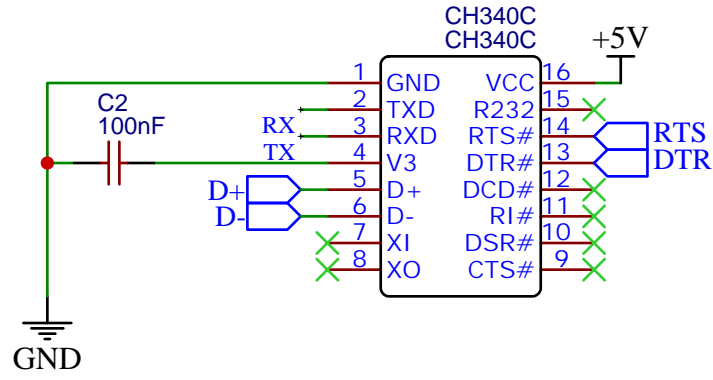 CH340C
CH340C
+5V
1 GND VCC 16
C2
100nF
2 TXD R232 15
RX
3 RXD RTS# 14 RTS
TX
4 V3 DTR# 13 DTR
D+ 5 D+ DCD# 12
D- 6 D- RI# 11
7 XI DSR# 10
8 XO CTS# 9
GND